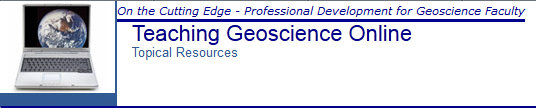 On the Cutting Edge - Professional Development for Geoscience Faculty
Teaching Geoscience Online
Topical Resources